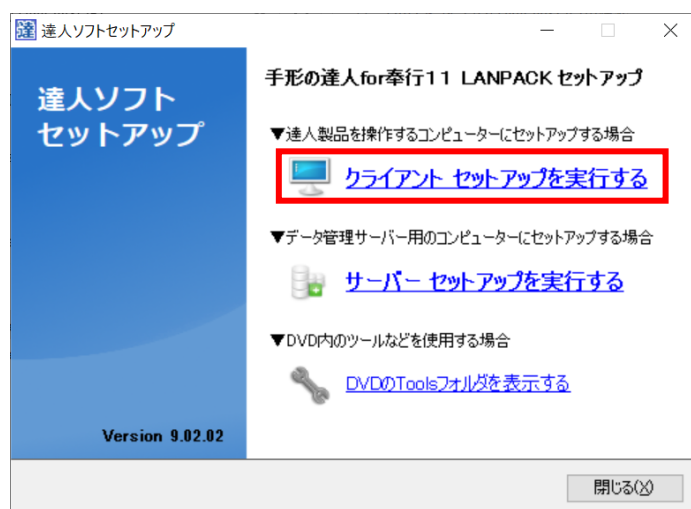 達人ソフトセットアップ
達人ソフト
セットアップ
手形の達人for奉行11 LANPACK セットアップ
▼達人製品を操作するコンピューターにセットアップする場合
クライアント セットアップを実行する
▼データ管理サーバー用のコンピューターにセットアップする場合
サーバー セットアップを実行する
▼DVD内のツールなどを使用する場合
DVDのToolsフォルダを表示する
Version 9.02.02
閉じる(X)